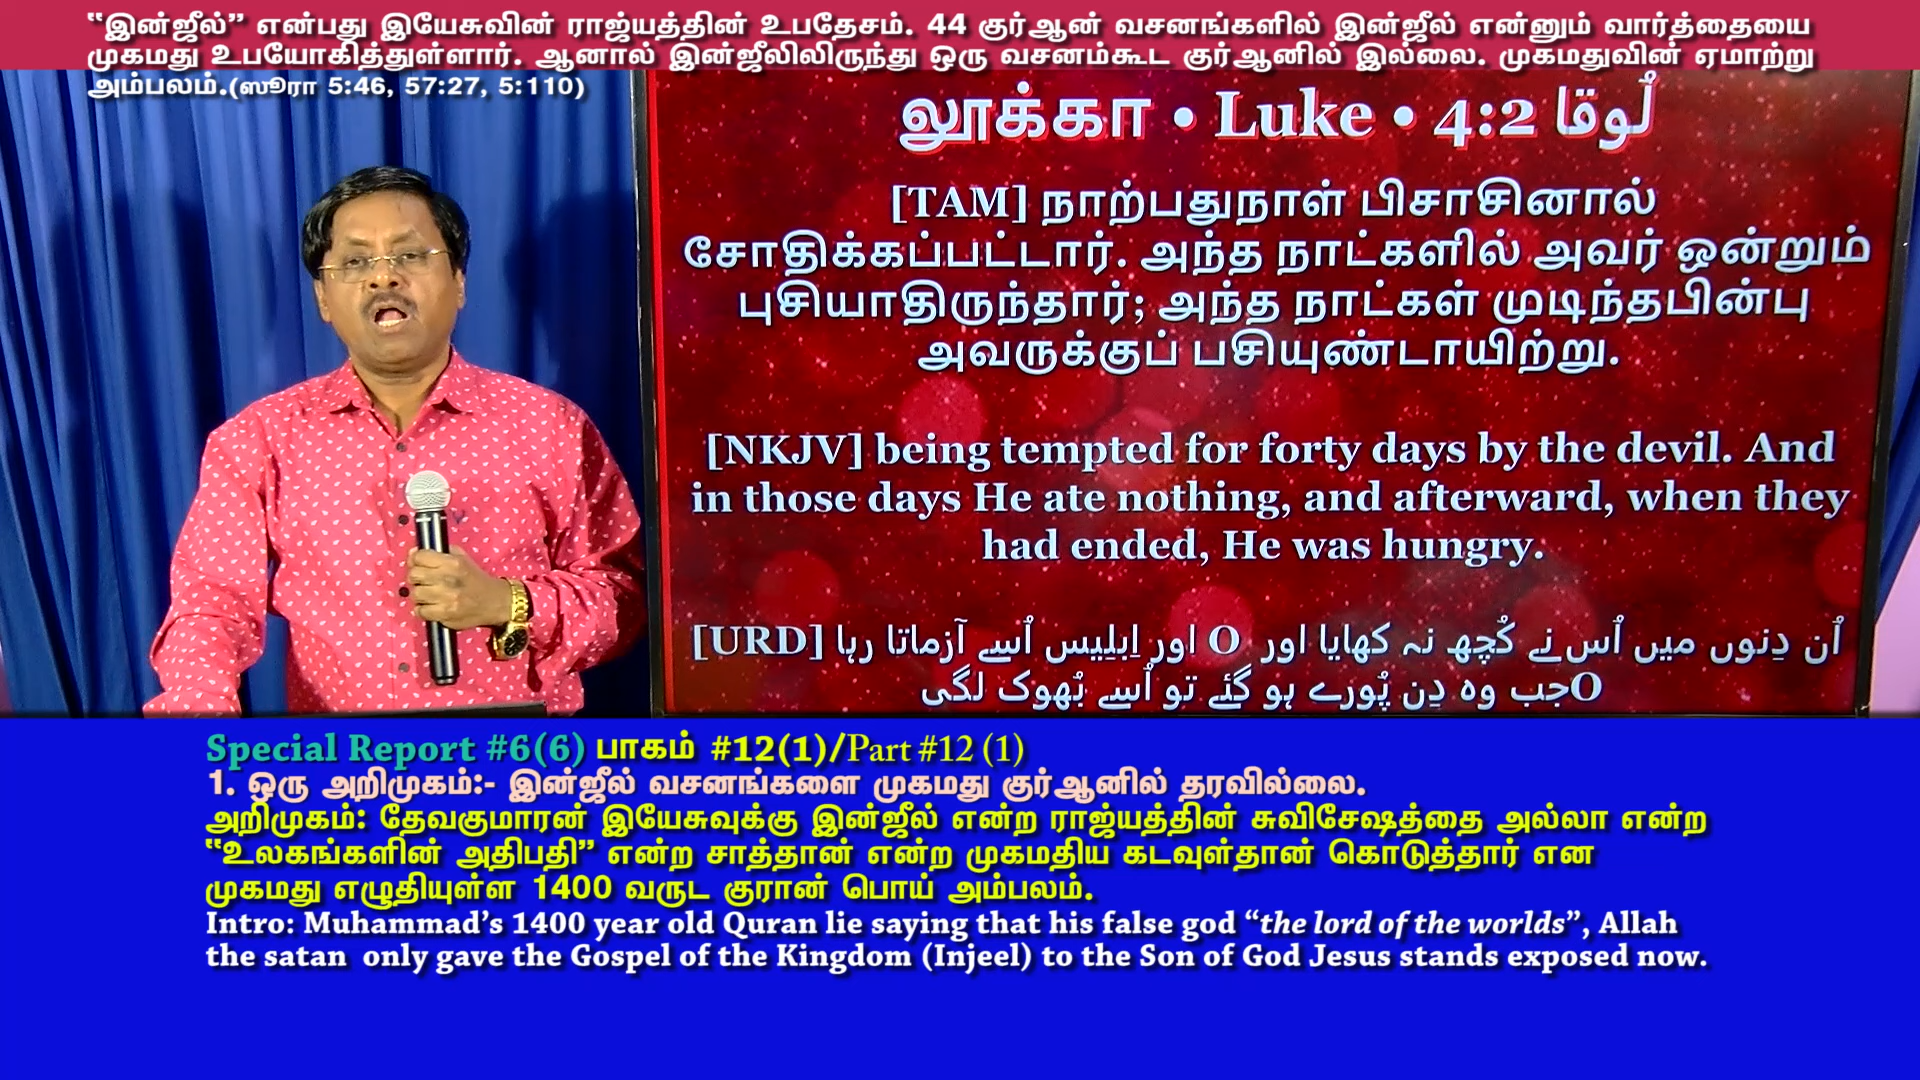 “இன்ஜீல்” என்பது இயேசுவின் ராஜ்யத்தின் உபதேசம். 44 குர்ஆன் வசனங்களில் இன்ஜீல் என்னும் வார்த்தையை
முகமது உபயோகித்துள்ளார். ஆனால் இன்ஜீலிலிருந்து ஒரு வசனம்கூட குர்ஆனில் இல்லை. முகமதுவின் ஏமாற்று
அம்பலம்.(ஸூரா 5:46, 57:27, 5:110)
லூக்கா • Luke • 4:2 لُوقا
[TAM] நாற்பதுநாள் பிசாசினால்
சோதிக்கப்பட்டார். அந்த நாட்களில் அவர் ஒன்றும்
புசியாதிருந்தார்; அந்த நாட்கள் முடிந்தபின்பு
அவருக்குப் பசியுண்டாயிற்று.
[NKJV] being tempted for forty days by the devil. And
in those days He ate nothing, and afterward, when they
had ended, He was hungry.
[URD] اُن دِنوں میں اُس نے کُچھ نہ کھایا اور O اور اِبلِیس اُسے آزماتا رہا
Oجب وہ دِن پُورے ہو گئے تو اُسے بُھوک لگی
Special Report #6(6) பாகம் #12(1)/Part #12 (1)
1. ஒரு அறிமுகம்:- இன்ஜீல் வசனங்களை முகமது குர்ஆனில் தரவில்லை.
அறிமுகம்: தேவகுமாரன் இயேசுவுக்கு இன்ஜீல் என்ற ராஜ்யத்தின் சுவிசேஷத்தை அல்லா என்ற
“உலகங்களின் அதிபதி” என்ற சாத்தான் என்ற முகமதிய கடவுள்தான் கொடுத்தார் என
முகமது எழுதியுள்ள 1400 வருட குரான் பொய் அம்பலம்.
Intro: Muhammad’s 1400 year old Quran lie saying that his false god “the lord of the worlds”, Allah
the satan only gave the Gospel of the Kingdom (Injeel) to the Son of God Jesus stands exposed now.